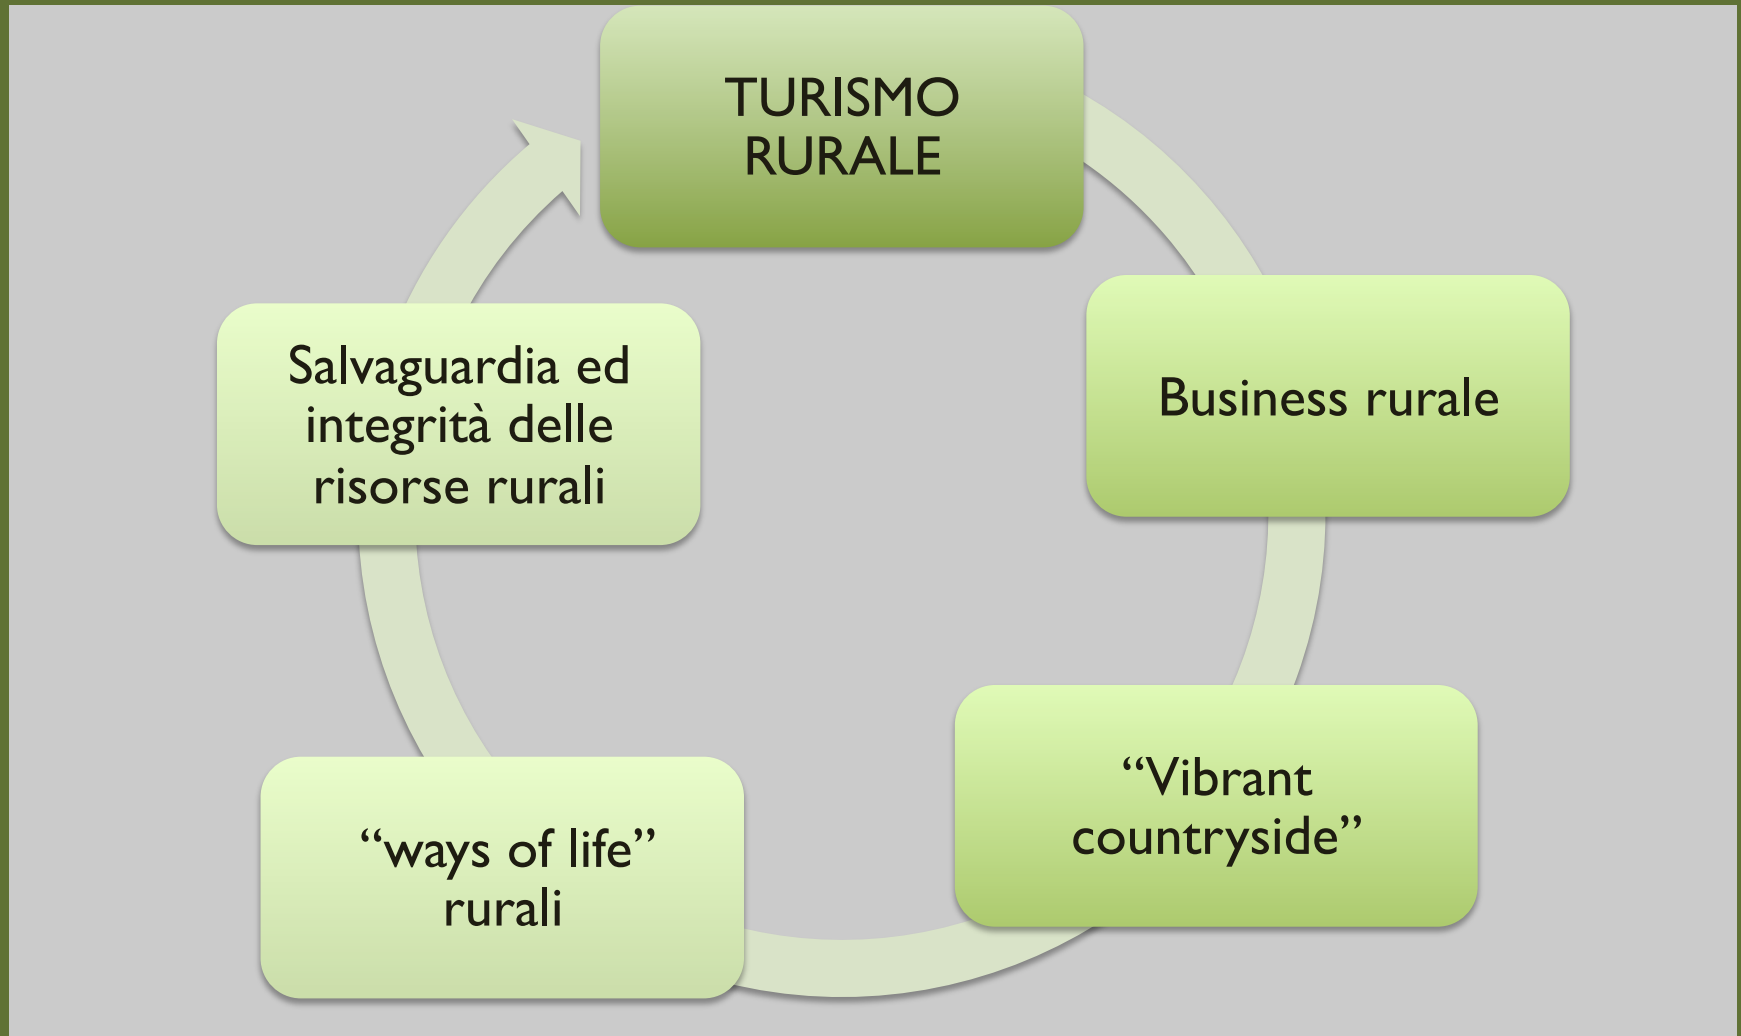 TURISMO
RURALE
Business rurale
“Vibrant
countryside”
“ways of life”
rurali
Salvaguardia ed
integrità delle
risorse rurali